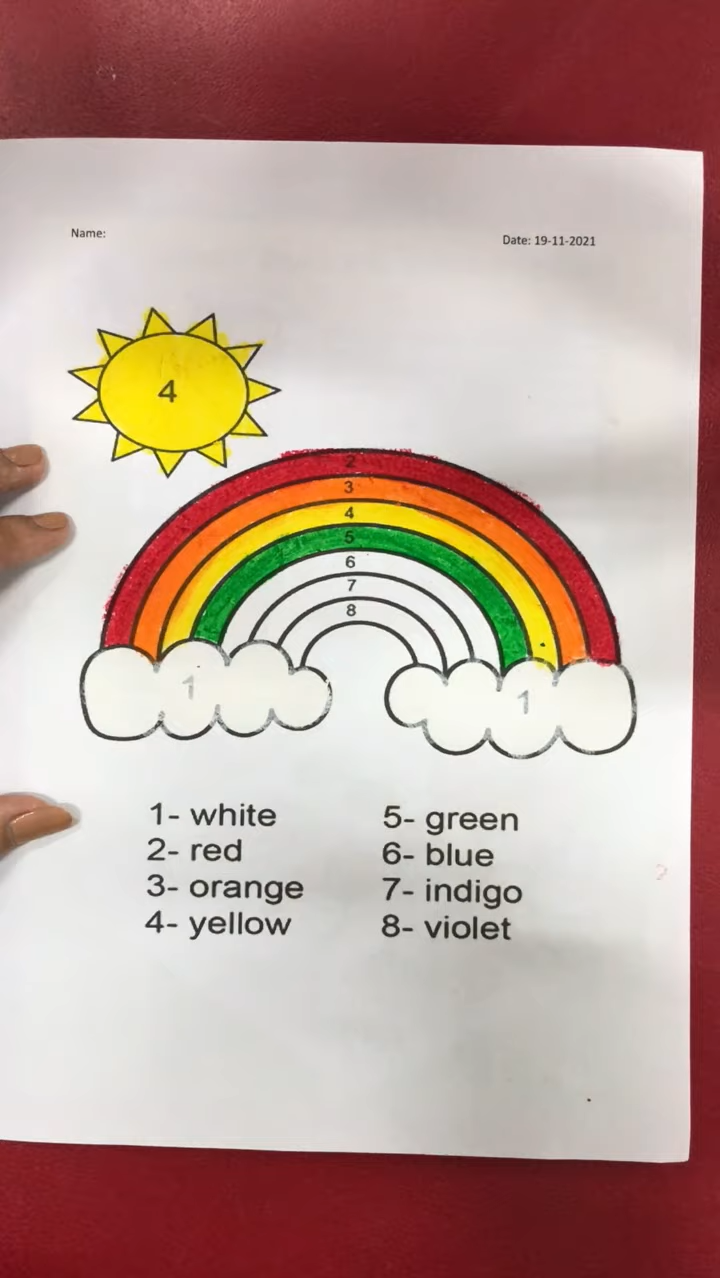 Name:
Date: 19-11-2021
4
2
3
4
5
6
7
8
1
1
1- white
2- red
3- orange
4- yellow
5- green
6- blue
7- indigo
8- violet